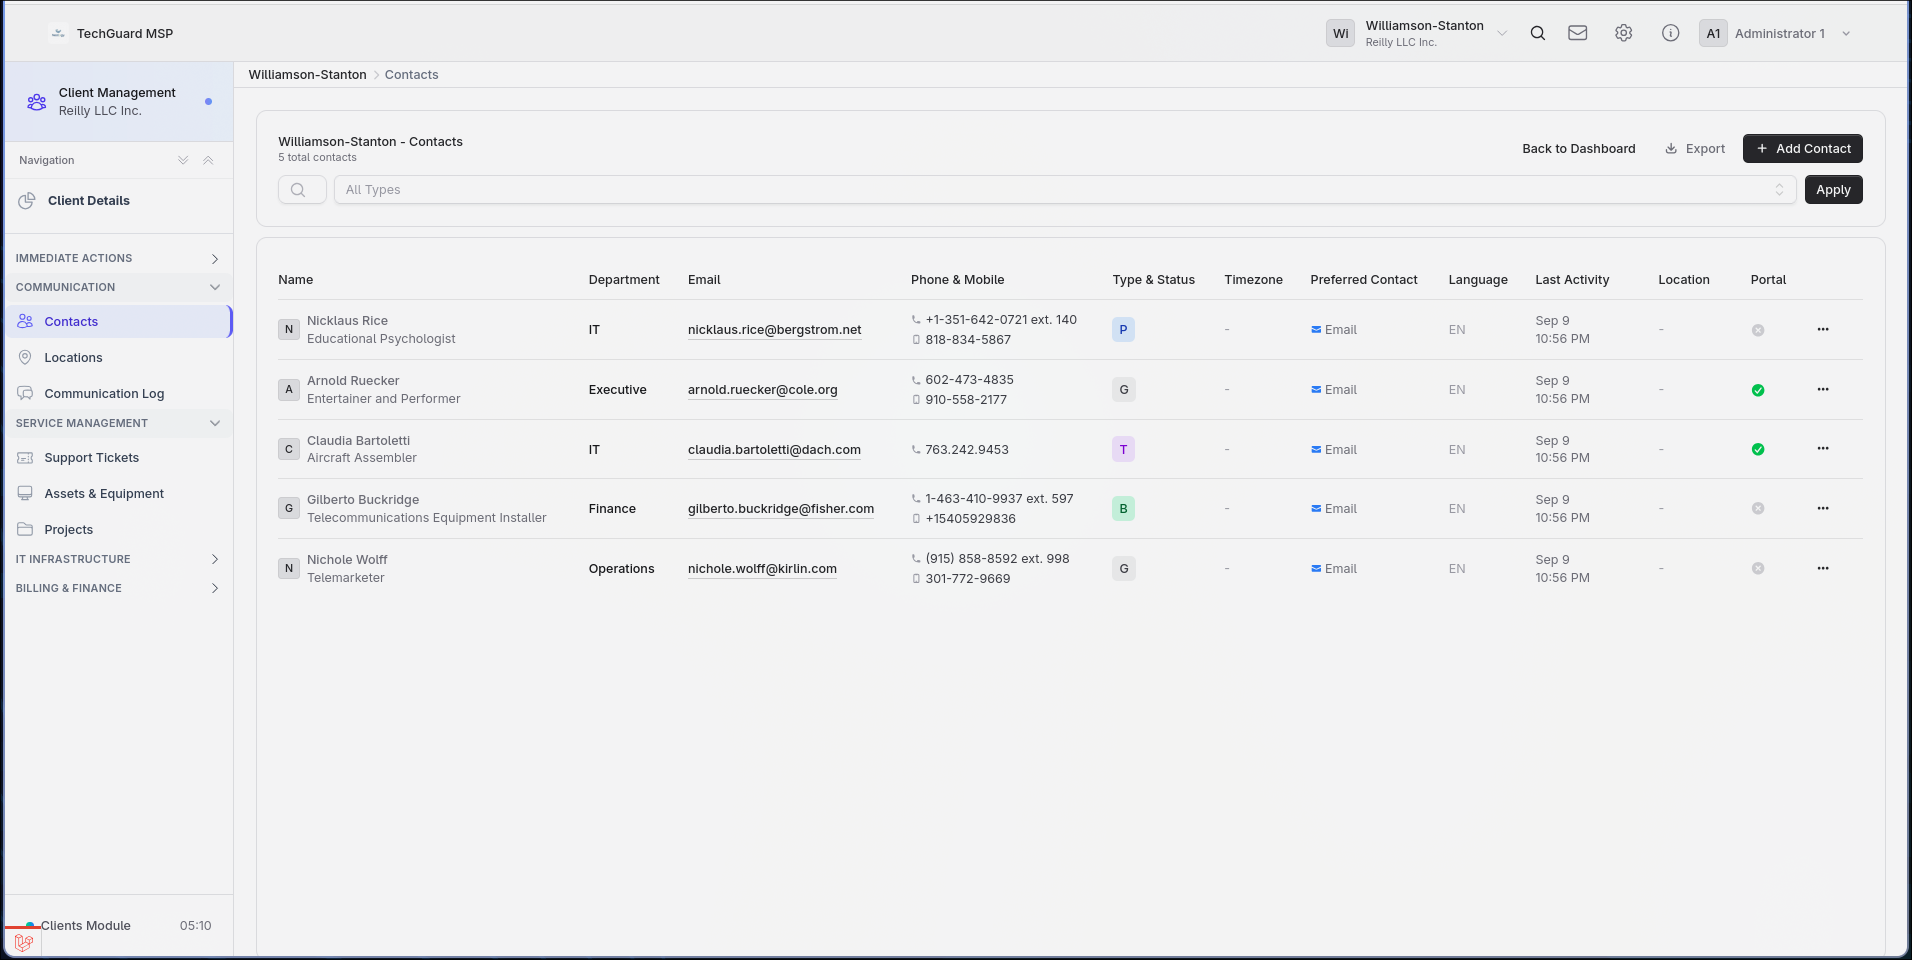 TechGuard MSP
Wi
Williamson-Stanton
Reilly LLC Inc.
A1
Administrator 1
Client Management
Reilly LLC Inc.
Williamson-Stanton
Contacts
Navigation
Client Details
IMMEDIATE ACTIONS
COMMUNICATION
Contacts
Locations
Communication Log
SERVICE MANAGEMENT
Support Tickets
Assets & Equipment
Projects
IT INFRASTRUCTURE
BILLING & FINANCE
Clients Module 05:10
Williamson-Stanton - Contacts
5 total contacts
Back to Dashboard
Export
+ Add Contact
All Types
Apply
Name Department Email Phone & Mobile Type & Status Timezone Preferred Contact Language Last Activity Location Portal
N
Nicklaus Rice
Educational Psychologist
IT
nicklaus.rice@bergstrom.net
+1-351-642-0721 ext. 140
818-834-5867
P
-
Email
EN
Sep 9
10:56 PM
-
...
A
Arnold Ruecker
Entertainer and Performer
Executive
arnold.ruecker@cole.org
602-473-4835
910-558-2177
G
-
Email
EN
Sep 9
10:56 PM
-
...
C
Claudia Bartoletti
Aircraft Assembler
IT
claudia.bartoletti@dach.com
763.242.9453
T
-
Email
EN
Sep 9
10:56 PM
-
...
G
Gilberto Buckridge
Telecommunications Equipment Installer
Finance
gilberto.buckridge@fisher.com
1-463-410-9937 ext. 597
+15405929836
B
-
Email
EN
Sep 9
10:56 PM
-
...
N
Nichole Wolff
Telemarketer
Operations
nichole.wolff@kirlin.com
(915) 858-8592 ext. 998
301-772-9669
G
-
Email
EN
Sep 9
10:56 PM
-
...